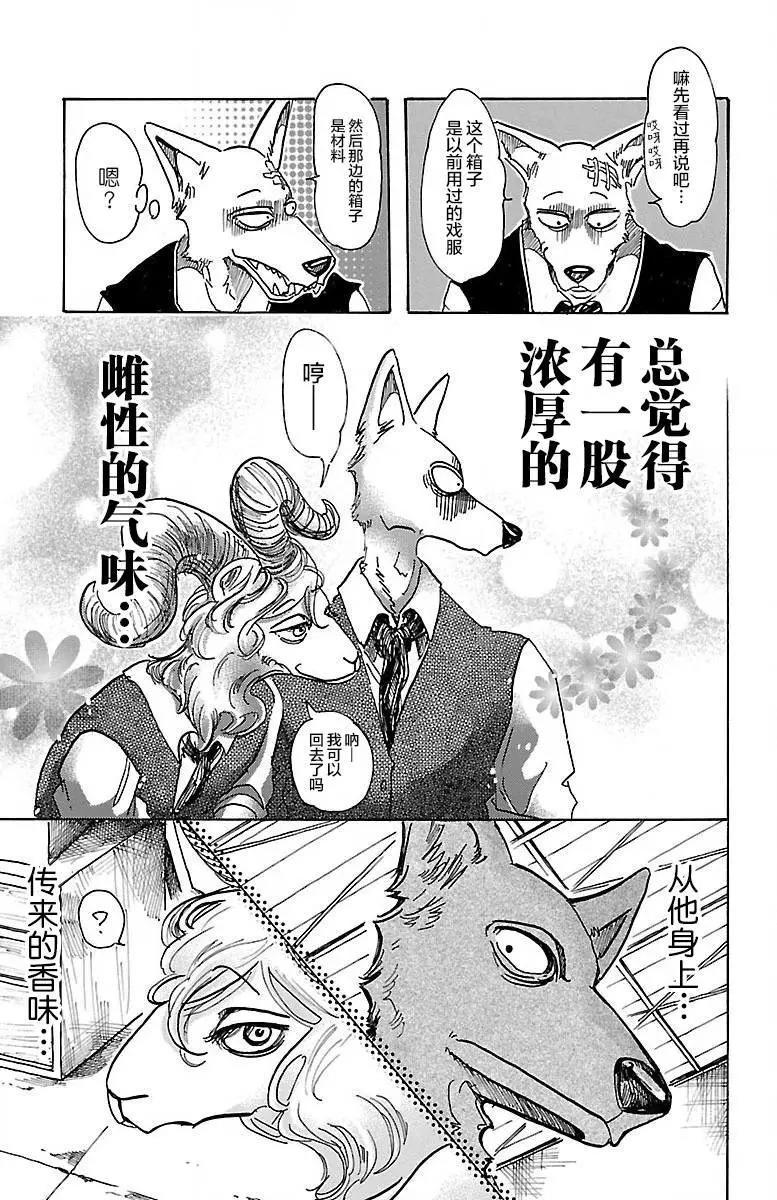 嘛先看过再说吧…
哎呀哎呀
这个箱子
是以前用过的戏服
然后那边的箱子
是材料
嗯？
总觉得
有一股
浓厚的
哼——
雌性的气味…
呐—
我可以
回去了吗
从他身上…
？
传来的香味…